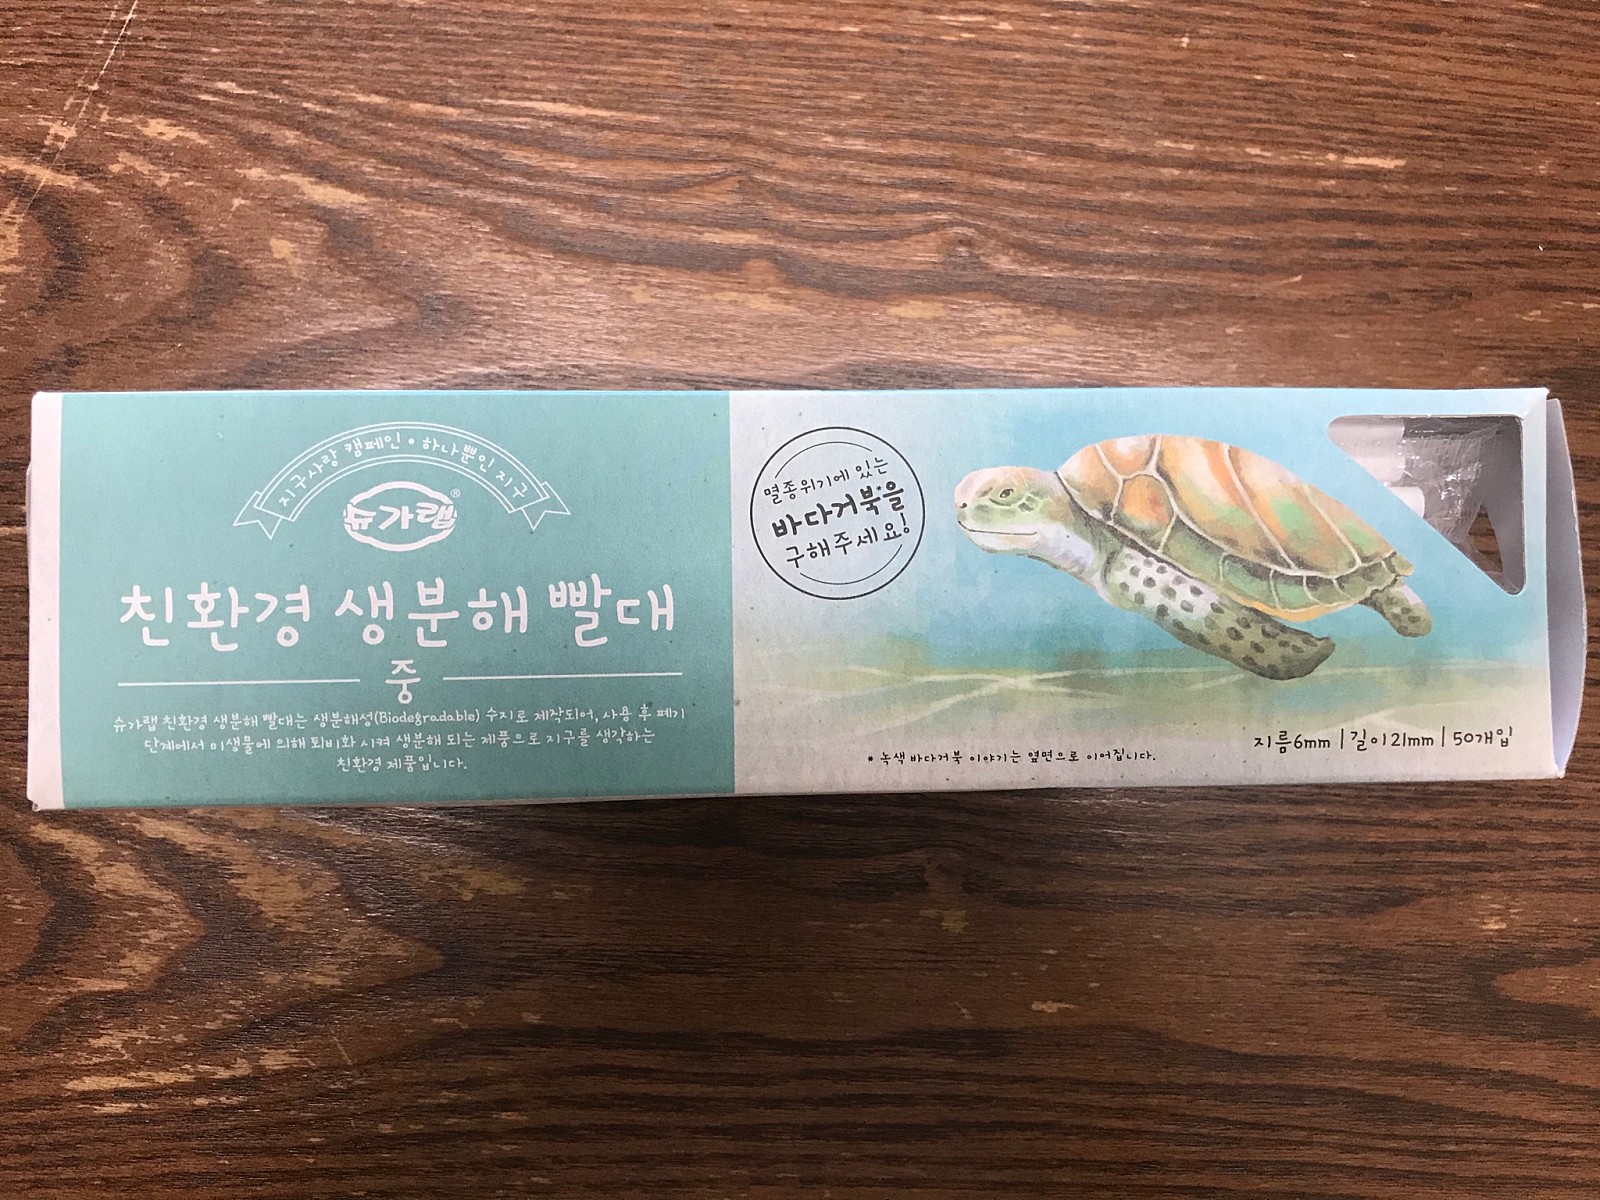 지구사랑 캠페인 • 하나뿐인 지구
슈가랩®
친환경 생분해 빨대
중
슈가랩 친환경 생분해 빨대는 생분해성(Biodegradable) 수지로 제작되어, 사용 후 폐기
단계에서 미생물에 의해 퇴비화 시켜 생분해 되는 제품으로 지구를 생각하는
친환경 제품입니다.
멸종위기에 있는
바다거북*을
구해주세요!
* 녹색 바다거북 이야기는 옆면으로 이어집니다.
지름6mm | 길이21mm | 50개입